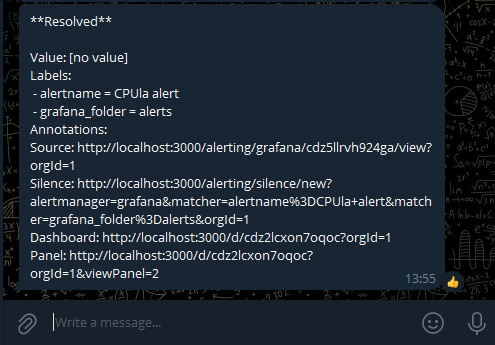 **Resolved**
Value: [no value]
Labels:
- alertname = CPUla alert
- grafana_folder = alerts
Annotations:
Source: http://localhost:3000/alerting/grafana/cdz5llrvh924ga/view?
orgId=1
Silence: http://localhost:3000/alerting/silence/new?
alertmanager=grafana&matcher=alertname%3DCPUla+alert&match
er=grafana_folder%3Dalerts&orgId=1
Dashboard: http://localhost:3000/d/cdz2lcxon7oqoc?orgId=1
Panel: http://localhost:3000/d/cdz2lcxon7oqoc?
orgId=1&viewPanel=2
13:55
Write a message...